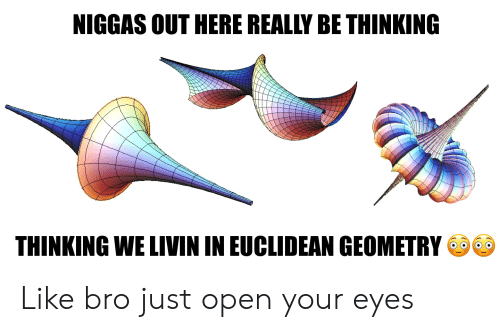 NIGGAS OUT HERE REALLY BE THINKING
THINKING WE LIVIN IN EUCLIDEAN GEOMETRY 😳😳
Like bro just open your eyes